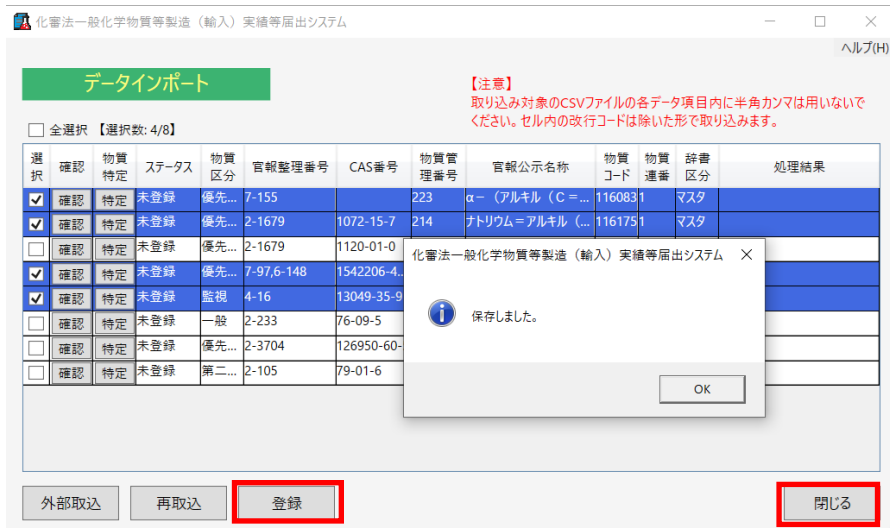 化審法一般化学物質等製造（輸入）実績等届出システム
ヘルプ(H)
データインポート
【注意】
取り込み対象のCSVファイルの各データ項目内に半角カンマは用いないで
ください。セル内の改行コードは除いた形で取り込みます。
全選択 【選択数: 4/8】
選択 確認 物質特定 ステータス 物質区分 官報整理番号 CAS番号 物質管理番号 官報公示名称 物質コード 物質連番 辞書区分 処理結果
確認 特定 未登録 優先... 7-155 223 α－（アルキル（C＝... 116083 1 マスタ
確認 特定 未登録 優先... 2-1679 1072-15-7 214 ナトリウム＝アルキル（... 116175 1 マスタ
確認 特定 未登録 優先... 2-1679 1120-01-0
確認 特定 未登録 優先... 7-97,6-148 1542206-4..
確認 特定 未登録 監視 4-16 13049-35-9
確認 特定 未登録 一般 2-233 76-09-5
確認 特定 未登録 優先... 2-3704 126950-60-
確認 特定 未登録 第二... 2-105 79-01-6
化審法一般化学物質等製造（輸入）実績等届出システム
保存しました。
OK
外部取込 再取込 登録 閉じる